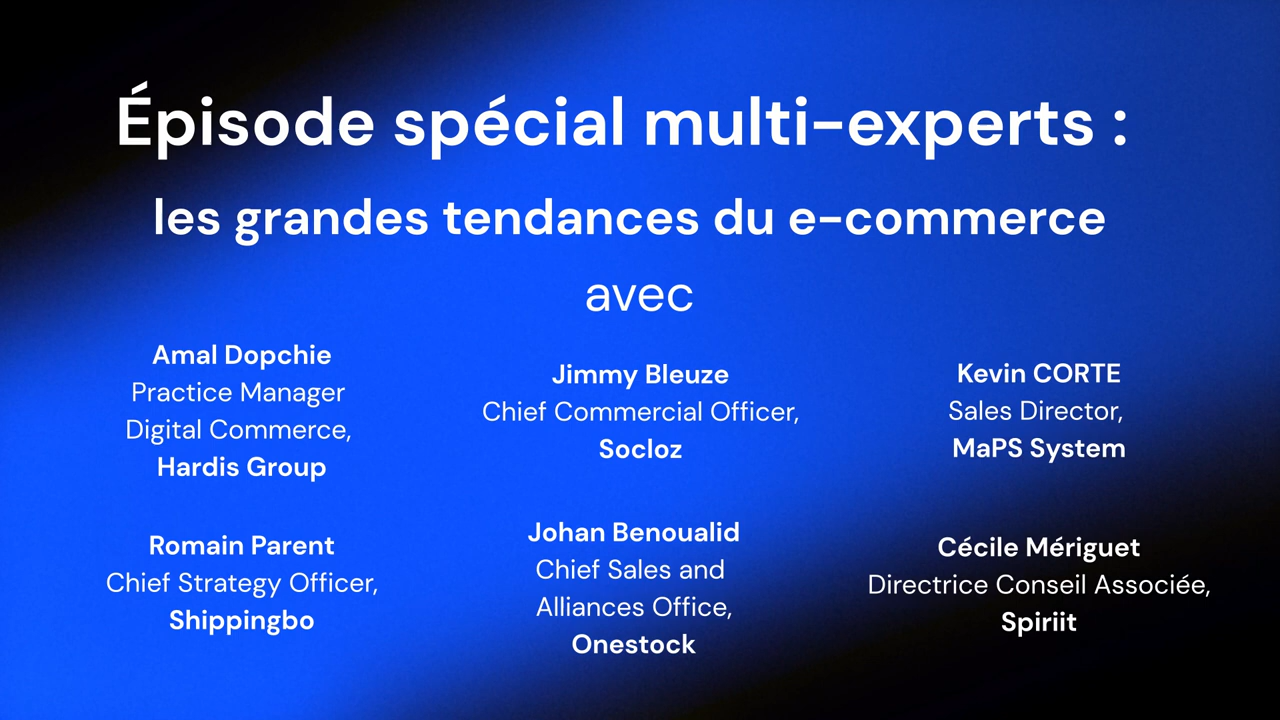 Épisode spécial multi-experts :
les grandes tendances du e-commerce
avec
Amal Dopchie
Practice Manager
Digital Commerce,
Hardis Group
Jimmy Bleuze
Chief Commercial Officer,
Socloz
Kevin CORTE
Sales Director,
MaPS System
Romain Parent
Chief Strategy Officer,
Shippingbo
Johan Benoualid
Chief Sales and
Alliances Office,
Onestock
Cécile Mériguet
Directrice Conseil Associée,
Spiriit